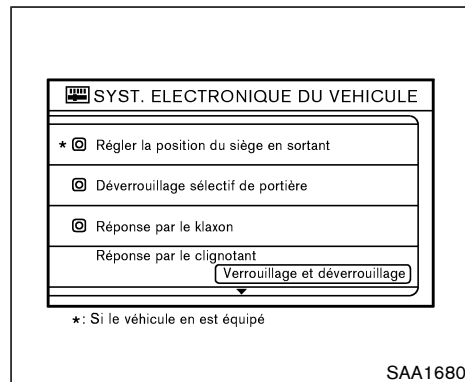 SYST. ELECTRONIQUE DU VEHICULE
* Régler la position du siège en sortant
Déverrouillage sélectif de portière
Réponse par le klaxon
Réponse par le clignotant
Verrouillage et déverrouillage
*: Si le véhicule en est équipé
SAA1680